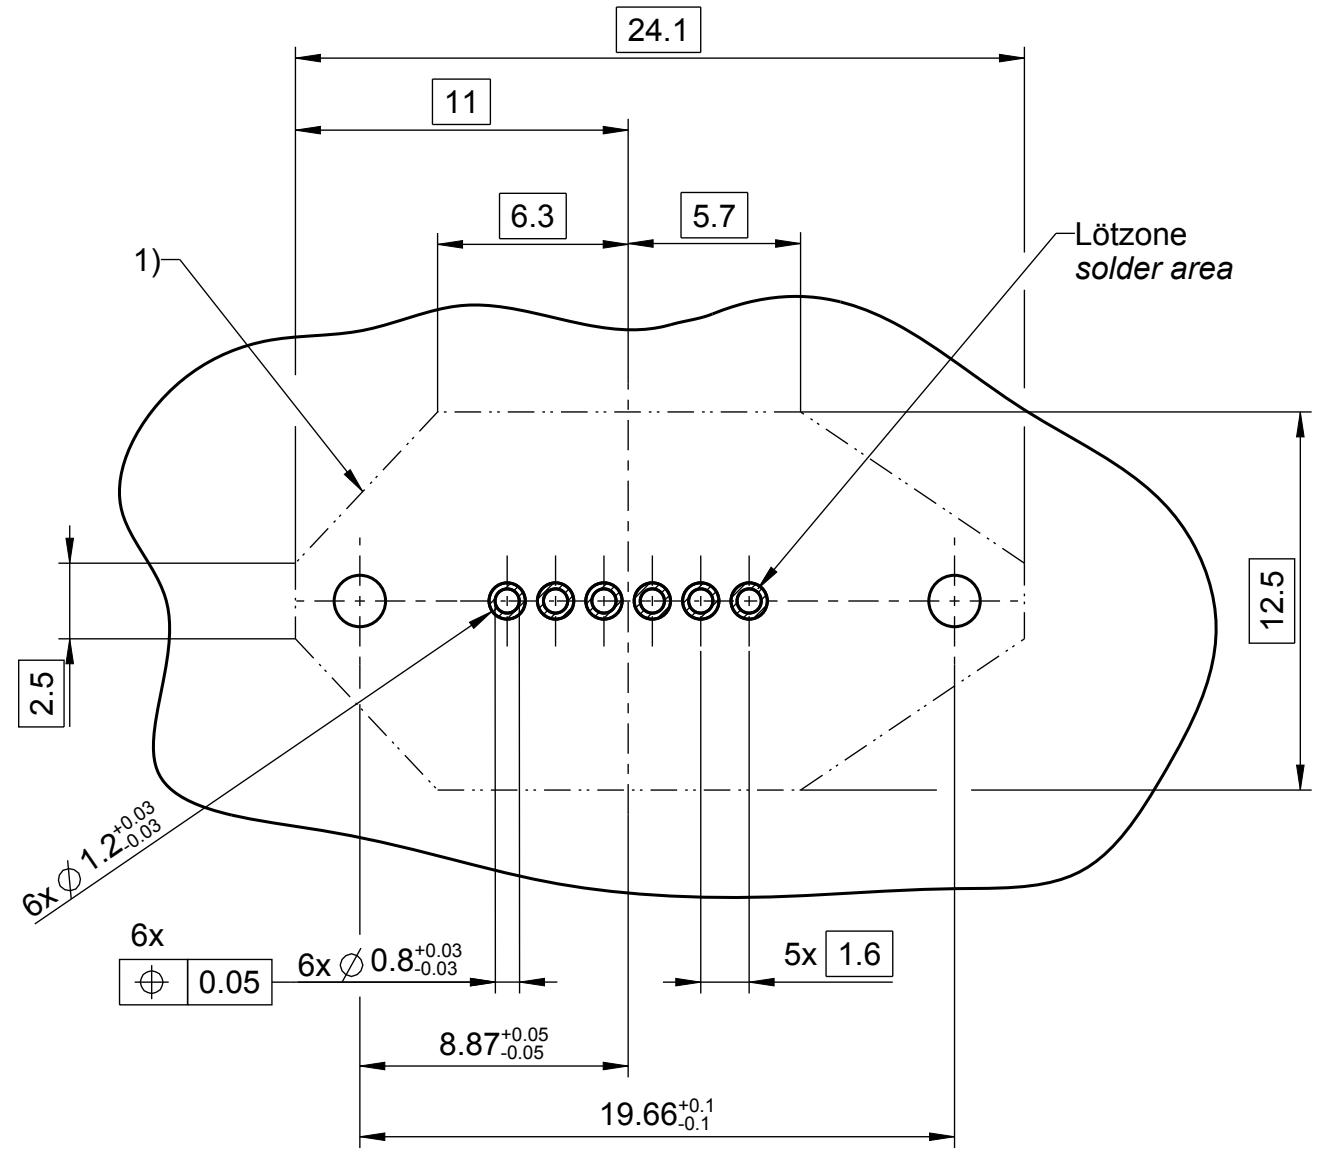 24.1
11
6.3
5.7
1)
Lötzone
solder area
12.5
2.5
6x ⌀ 1.2 +0.03 -0.03
6x
⌖ 0.05
6x ⌀ 0.8 +0.03 -0.03
5x 1.6
8.87 +0.05 -0.05
19.66 +0.1 -0.1